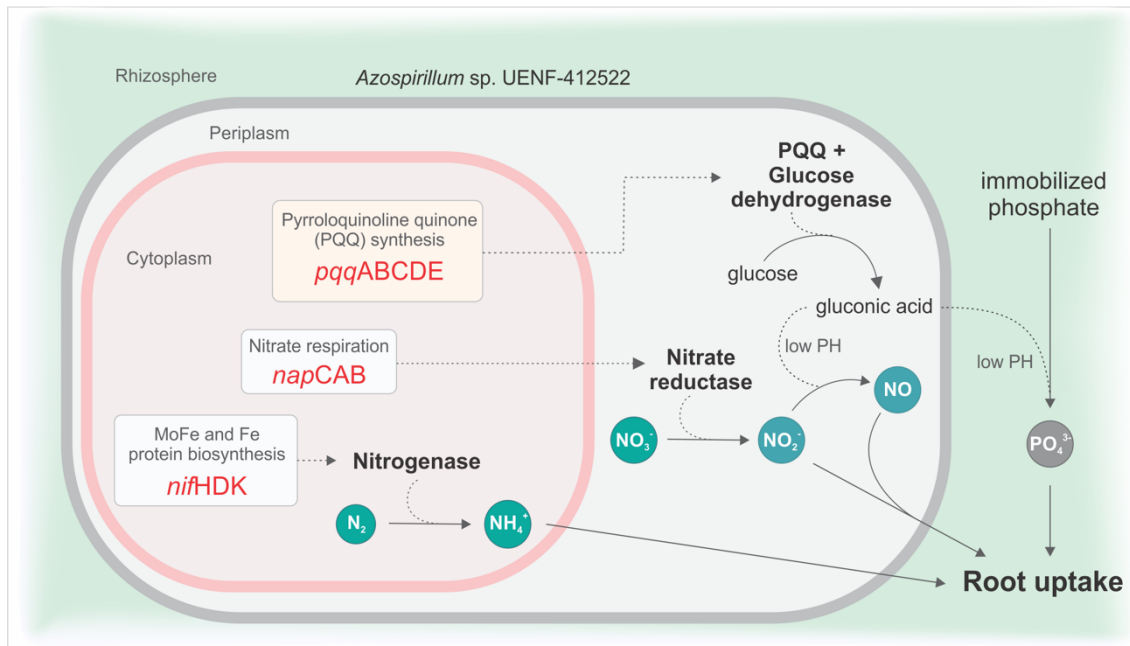 Rhizosphere
Azospirillum sp. UENF-412522
Periplasm
PQQ +
Glucose
dehydrogenase
immobilized
phosphate
Pyrroloquinoline quinone
(PQQ) synthesis
pqqABCDE
Cytoplasm
glucose
gluconic acid
low PH
low PH
Nitrate respiration
napCAB
Nitrate
reductase
NO
NO₃⁻
NO₂⁻
PO₄³⁻
MoFe and Fe
protein biosynthesis
nifHDK
Nitrogenase
N₂
NH₄⁺
Root uptake